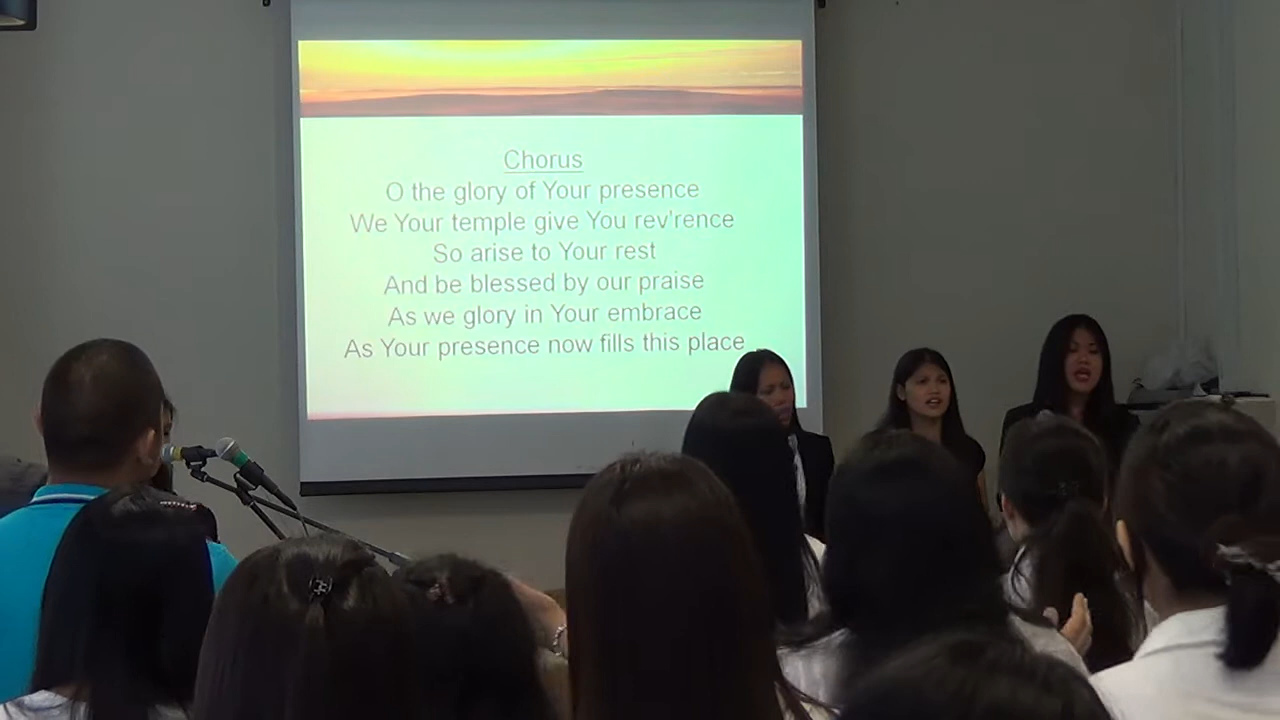 Chorus
O the glory of Your presence
We Your temple give You rev'rence
So arise to Your rest
And be blessed by our praise
As we glory in Your embrace
As Your presence now fills this place